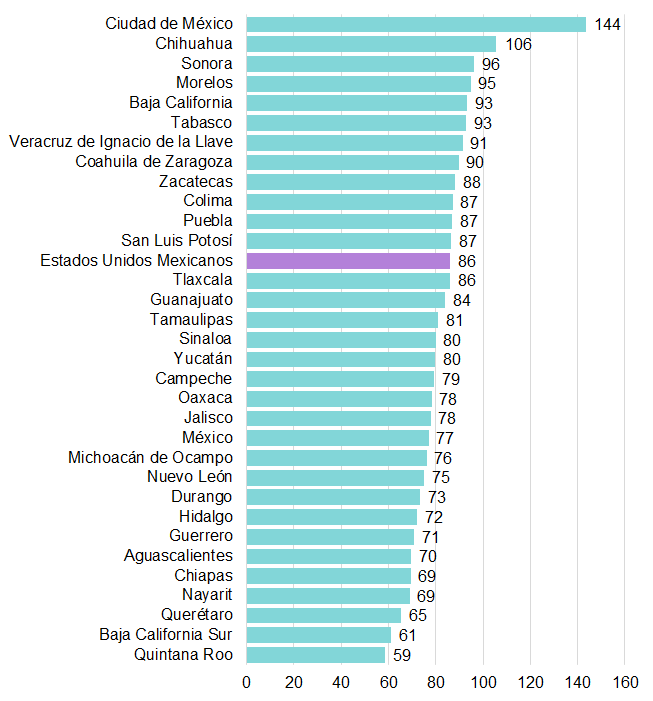 Ciudad de México 144
Chihuahua 106
Sonora 96
Morelos 95
Baja California 93
Tabasco 93
Veracruz de Ignacio de la Llave 91
Coahuila de Zaragoza 90
Zacatecas 88
Colima 87
Puebla 87
San Luis Potosí 87
Estados Unidos Mexicanos 86
Tlaxcala 86
Guanajuato 84
Tamaulipas 81
Sinaloa 80
Yucatán 80
Campeche 79
Oaxaca 78
Jalisco 78
México 77
Michoacán de Ocampo 76
Nuevo León 75
Durango 73
Hidalgo 72
Guerrero 71
Aguascalientes 70
Chiapas 69
Nayarit 69
Querétaro 65
Baja California Sur 61
Quintana Roo 59
0 20 40 60 80 100 120 140 160